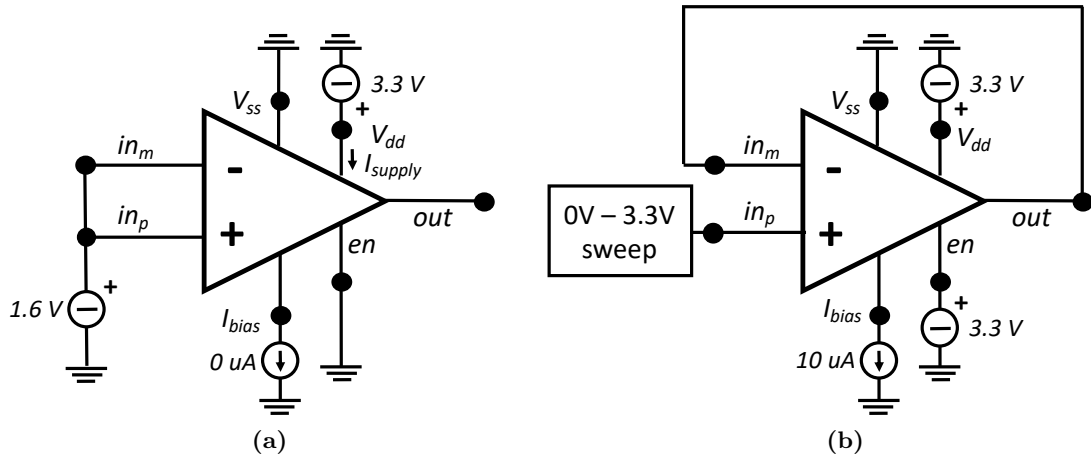 3.3 V
V_ss
V_dd
I_supply
in_m
-
in_p
+
out
en
1.6 V
+
+
I_bias
0 uA
(a)
3.3 V
V_ss
+
V_dd
in_m
-
0V – 3.3V
sweep
in_p
+
out
en
+
I_bias
3.3 V
10 uA
(b)